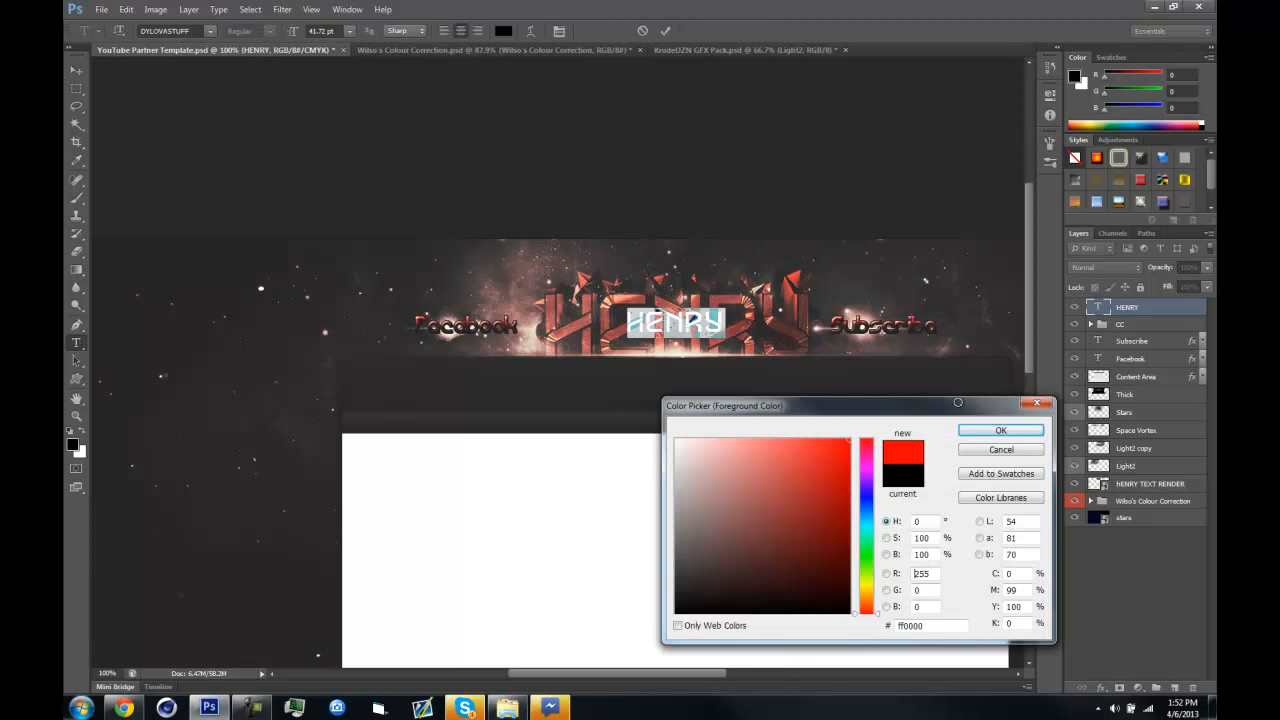 Ps File Edit Image Layer Type Select Filter View Window Help
DYLOVASTUFF Regular 41.72 pt Sharp Essentials
YouTube Partner Template.psd @ 100% (HENRY, RGB/8#/CMYK) * × Wilso's Colour Correction.psd @ 87.9% (Wilso's Colour Correction, RGB/8#) * × KrudeDZN GFX Pack.psd @ 66.7% (Light2, RGB/8) * ×
Color Swatches
R 0
G 0
B 0
Styles Adjustments
Layers Channels Paths
Kind
Normal Opacity: 100%
Lock: Fill: 100%
HENRY
CC
Subscribe
Facebook
Content Area fx
Thick
Stars
Space Vortex
Light2 copy
Light2
hENRY TEXT RENDER
Wilso's Colour Correction
stars
Facebook HENRY HENRY Subscribe
Color Picker (Foreground Color)
new
current
OK
Cancel
Add to Swatches
Color Libraries
H: 0 ° L: 54
S: 100 % a: 81
B: 100 % b: 70
R: 255 C: 0 %
G: 0 M: 99 %
B: 0 Y: 100 %
# ff0000 K: 0 %
Only Web Colors
100% Doc: 6.47M/58.2M
Mini Bridge Timeline
1:52 PM
4/6/2013